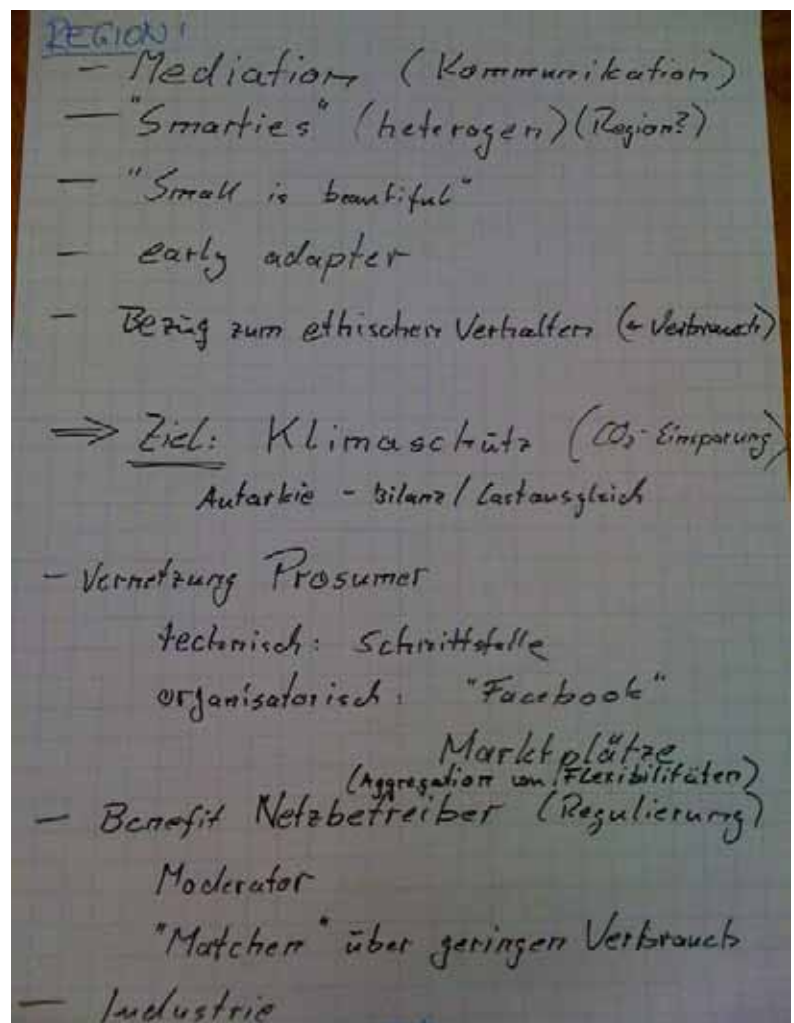 REGION!
- Mediation (Kommunikation)
- "Smarties" (heterogen) (Region?)
- "Small is beautiful"
- early adapter
- Bezug zum ethischen Verhalten (← Verbrauch)
⇒ Ziel: Klimaschutz (CO₂-Einsparung)
Autarkie - Bilanz / Lastausgleich
- Vernetzung Prosumer
technisch: Schnittstelle
organisatorisch: "Facebook"
Marktplätze
(Aggregation von Flexibilitäten)
- Benefit Netzbetreiber (Regulierung)
Moderator
"Matchen" über geringen Verbrauch
- Industrie